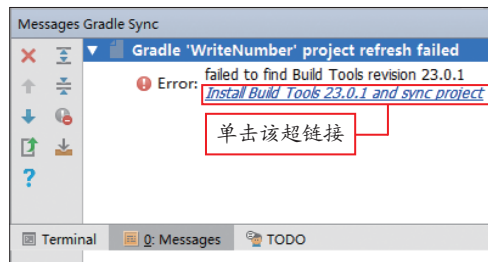 Messages Gradle Sync
Gradle 'WriteNumber' project refresh failed
Error: failed to find Build Tools revision 23.0.1
Install Build Tools 23.0.1 and sync project
单击该超链接
Terminal 0: Messages TODO